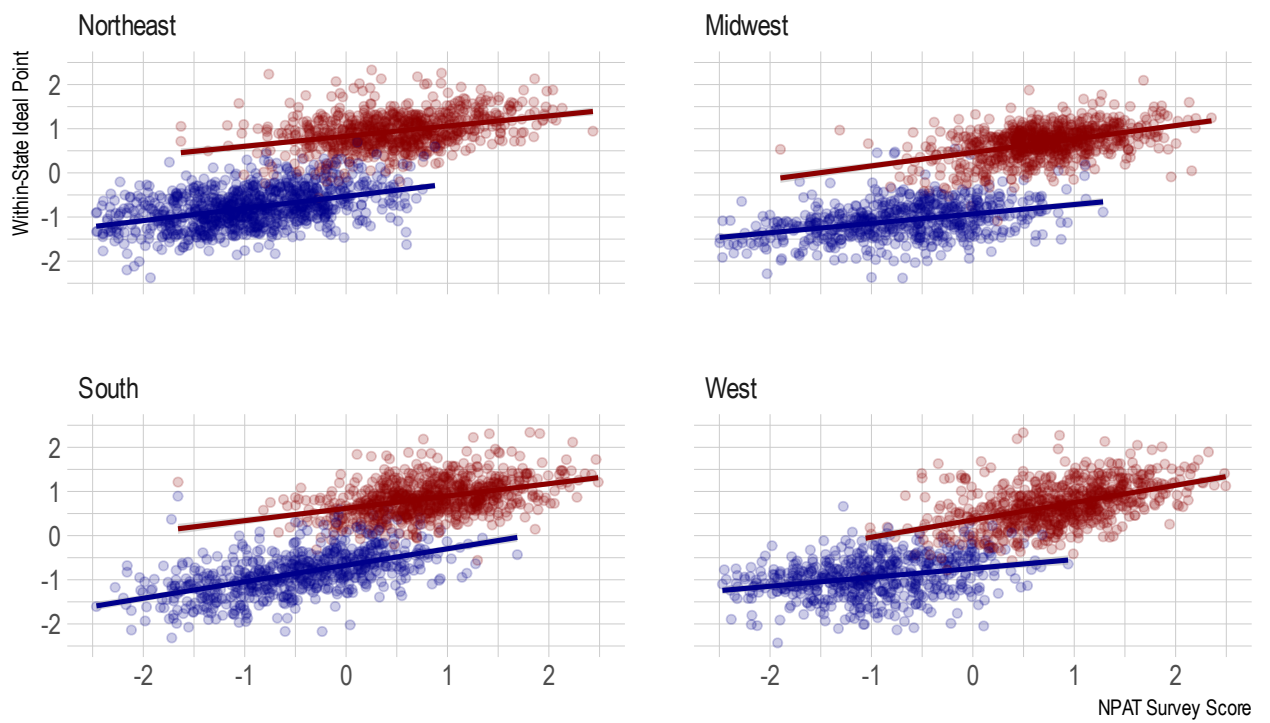 Northeast
Midwest
Within-State Ideal Point
2
1
0
-1
-2
South
West
2
1
0
-1
-2
-2 -1 0 1 2
-2 -1 0 1 2
NPAT Survey Score